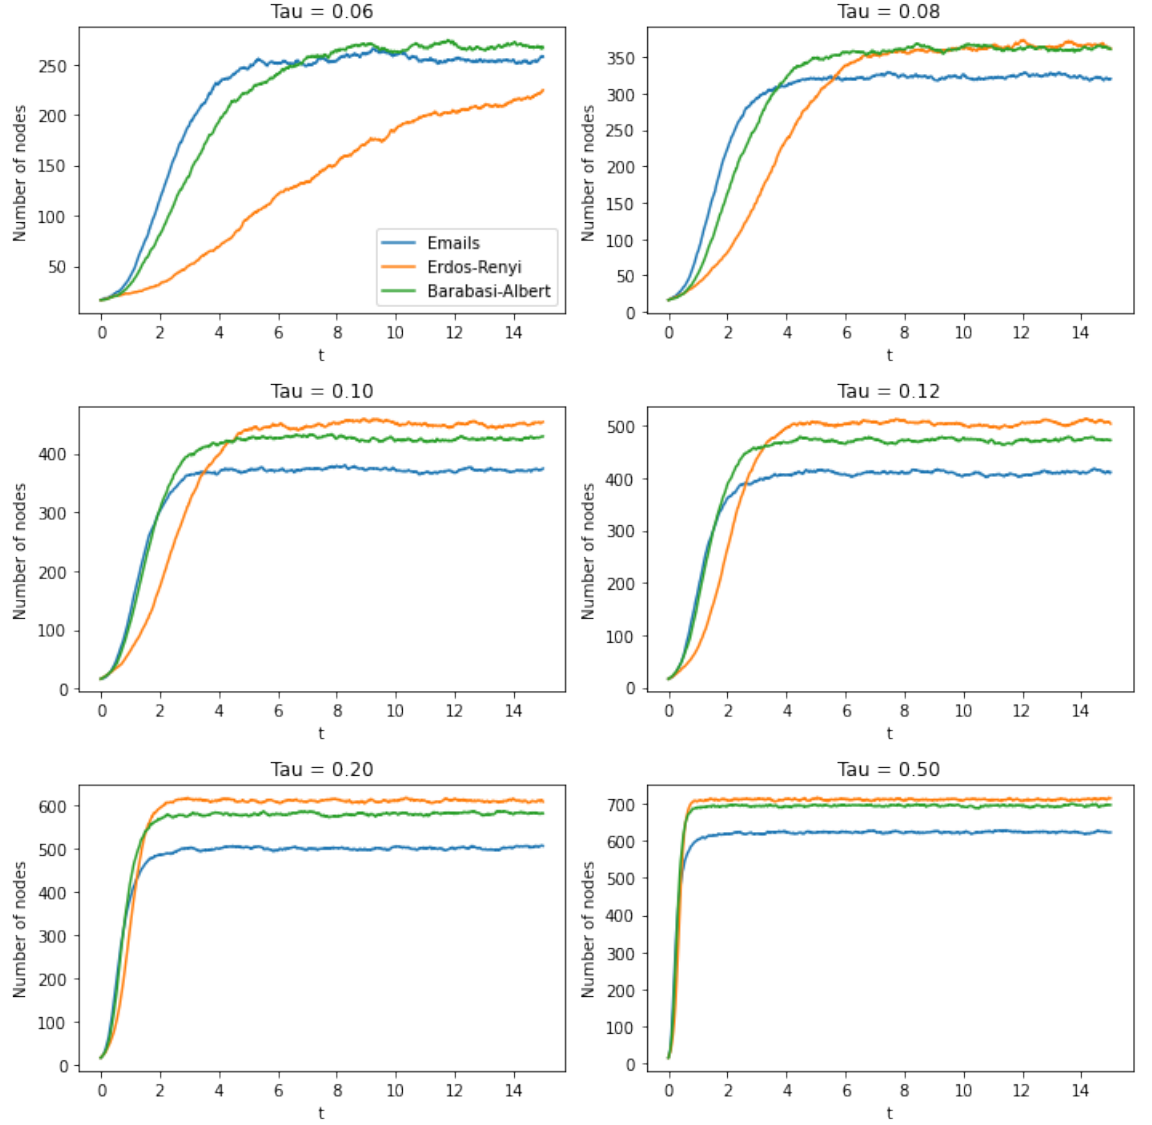 Tau = 0.06
Number of nodes
250
200
150
100
50
0 2 4 6 8 10 12 14
t
Emails
Erdos-Renyi
Barabasi-Albert
Tau = 0.08
Number of nodes
350
300
250
200
150
100
50
0
0 2 4 6 8 10 12 14
t
Tau = 0.10
Number of nodes
400
300
200
100
0
0 2 4 6 8 10 12 14
t
Tau = 0.12
Number of nodes
500
400
300
200
100
0
0 2 4 6 8 10 12 14
t
Tau = 0.20
Number of nodes
600
500
400
300
200
100
0
0 2 4 6 8 10 12 14
t
Tau = 0.50
Number of nodes
700
600
500
400
300
200
100
0
0 2 4 6 8 10 12 14
t